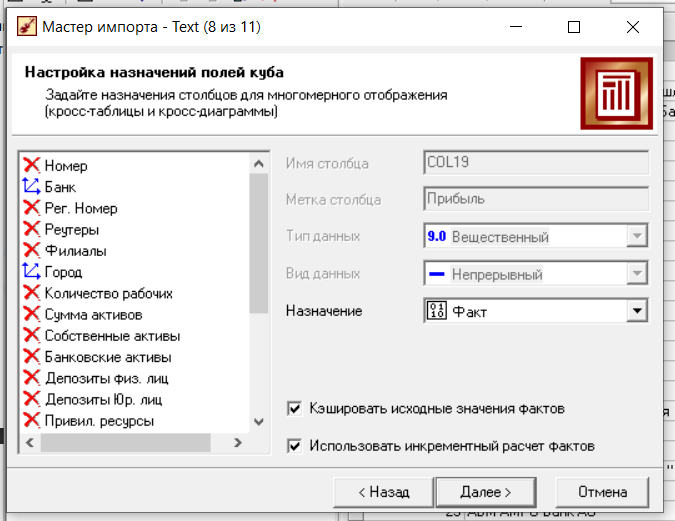 Мастер импорта - Text (8 из 11)
Настройка назначений полей куба
Задайте назначения столбцов для многомерного отображения
(кросс-таблицы и кросс-диаграммы)
Номер
Банк
Рег. Номер
Реутеры
Филиалы
Город
Количество рабочих
Сумма активов
Собственные активы
Банковские активы
Депозиты физ. лиц
Депозиты Юр. лиц
Привил. ресурсы
Имя столбца
COL19
Метка столбца
Прибыль
Тип данных
9.0 Вещественный
Вид данных
Непрерывный
Назначение
Факт
Кэшировать исходные значения фактов
Использовать инкрементный расчет фактов
< Назад
Далее >
Отмена